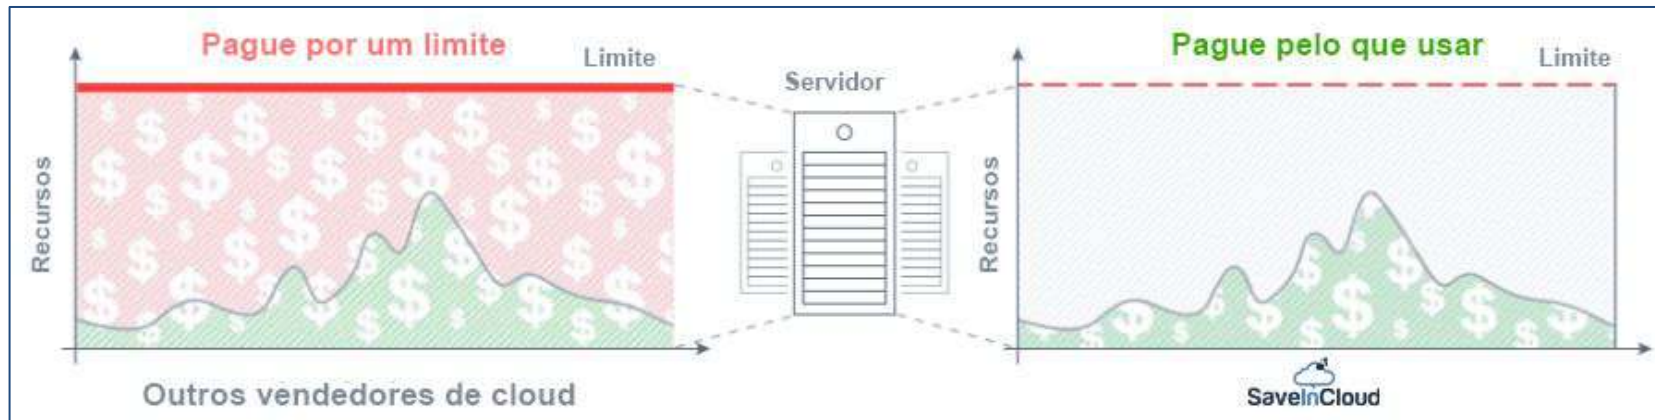 Pague por um limite
Limite
Recursos
Outros vendedores de cloud
Servidor
Pague pelo que usar
Limite
Recursos
SaveInCloud